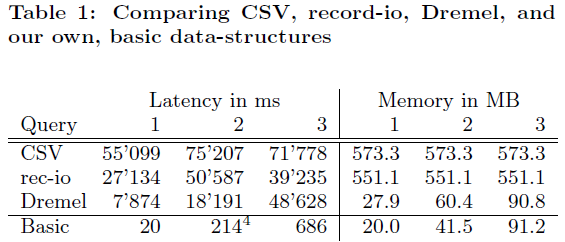 Table 1: Comparing CSV, record-io, Dremel, and
our own, basic data-structures
Latency in ms Memory in MB
Query 1 2 3 1 2 3
CSV 55'099 75'207 71'778 573.3 573.3 573.3
rec-io 27'134 50'587 39'235 551.1 551.1 551.1
Dremel 7'874 18'191 48'628 27.9 60.4 90.8
Basic 20 214⁴ 686 20.0 41.5 91.2